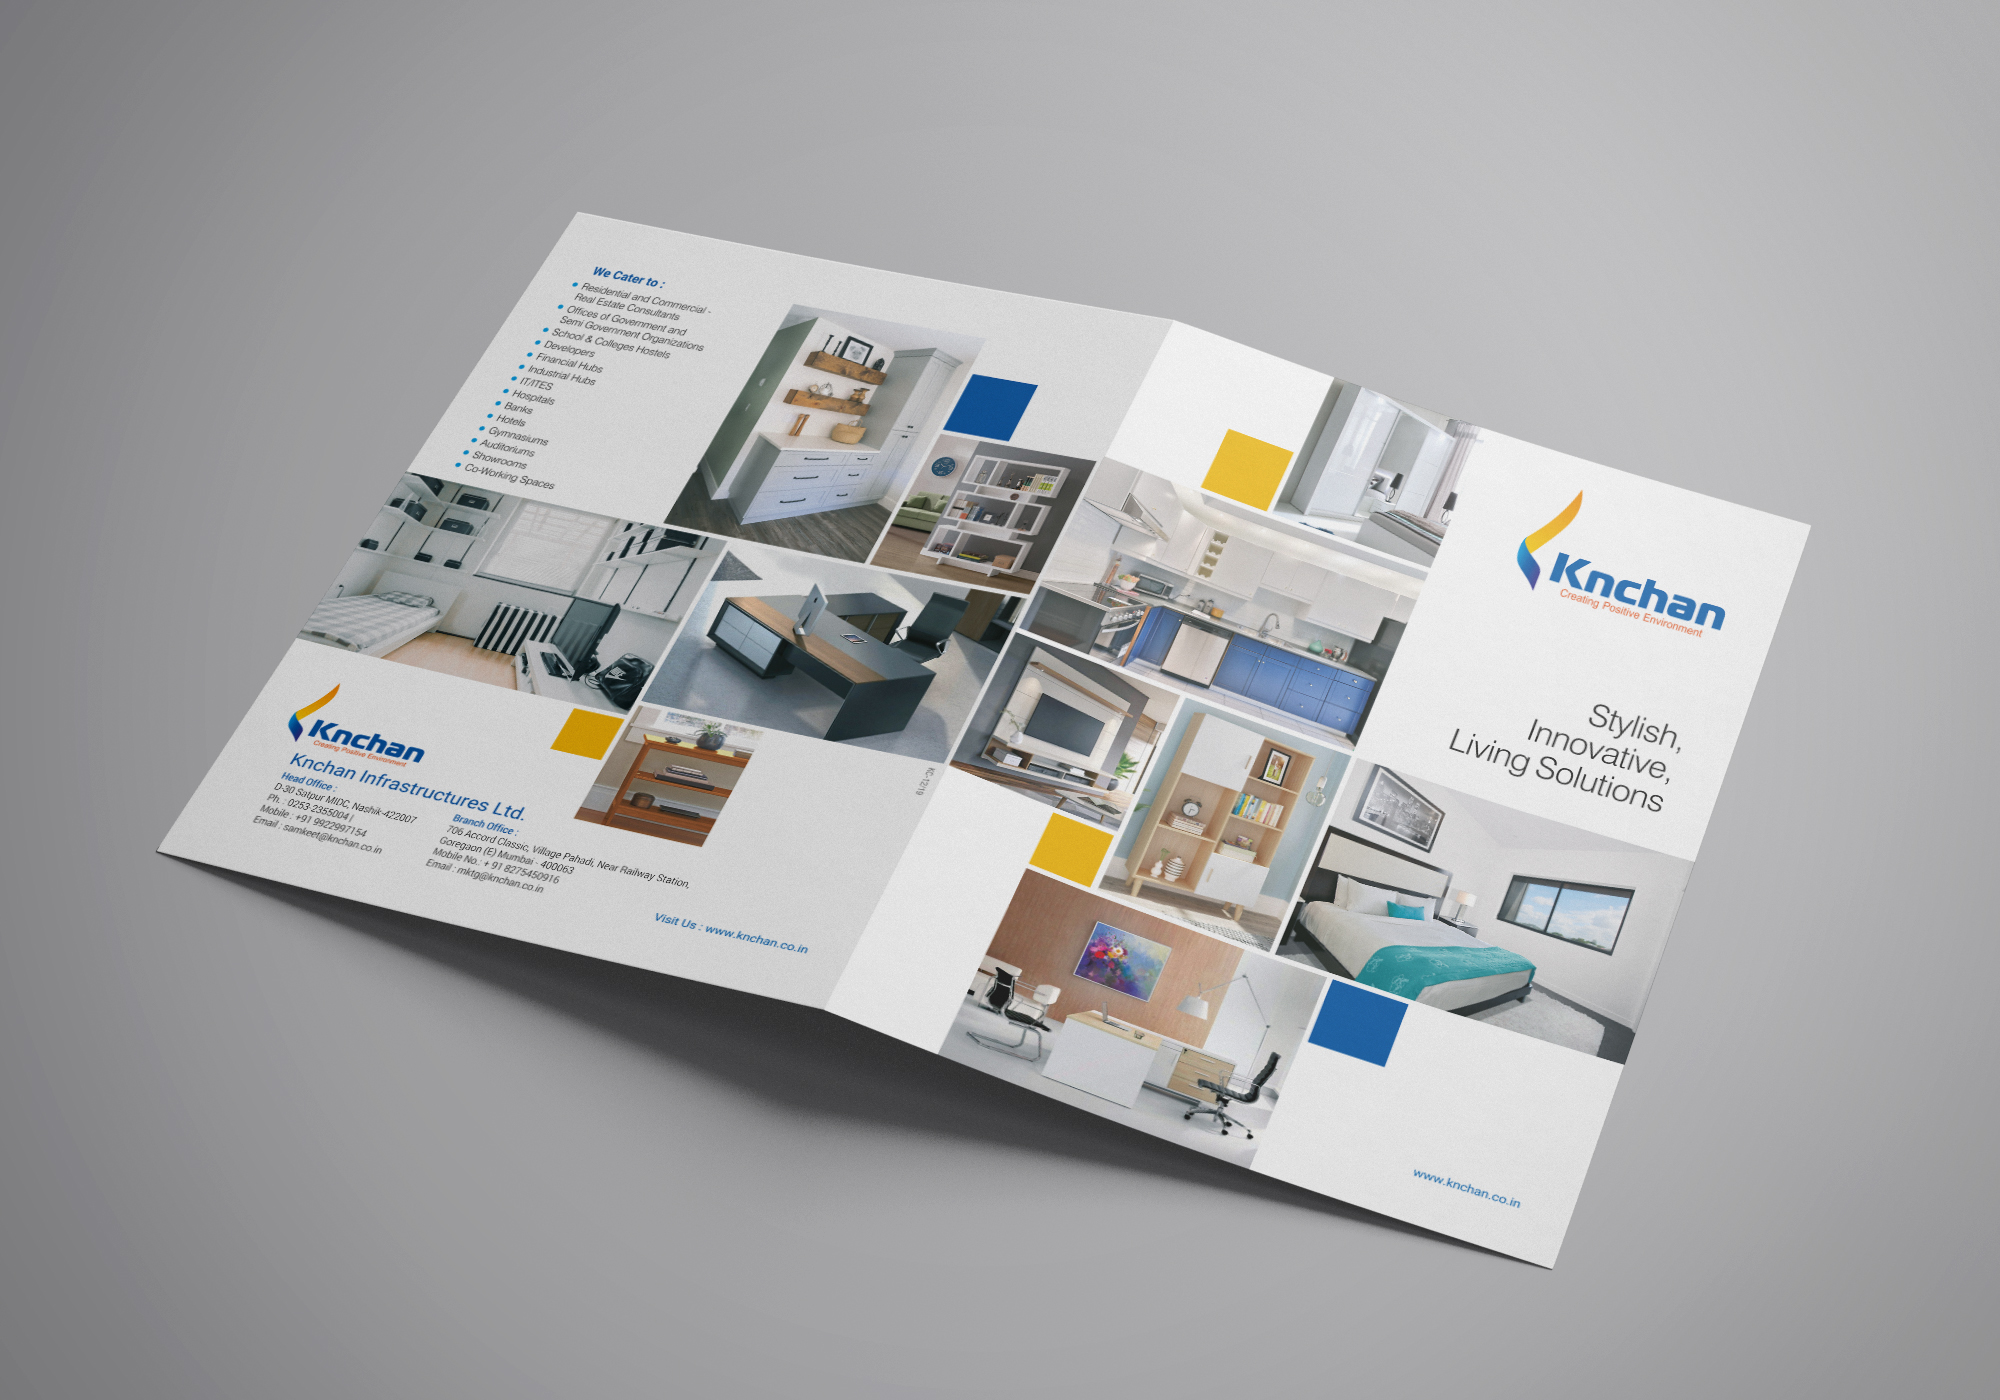 We Cater to :
Residential and Commercial -
Real Estate Consultants
Offices of Government and
Semi Government Organizations
School & Colleges Hostels
Developers
Financial Hubs
Industrial Hubs
IT/ITES
Hospitals
Banks
Hotels
Gymnasiums
Auditoriums
Showrooms
Co-Working Spaces
Knchan
Creating Positive Environment
Knchan Infrastructures Ltd.
Head Office :
D-30 Satpur MIDC, Nashik-422007
Ph. : 0253-2355004 |
Mobile : +91 9922997154
Email : samkeet@knchan.co.in
Branch Office :
706 Accord Classic, Village Pahadi, Near Railway Station,
Goregaon (E) Mumbai - 400063
Mobile No.: + 91 8275450916
Email : mktg@knchan.co.in
Visit Us : www.knchan.co.in
KC-12/19
Knchan
Creating Positive Environment
Stylish,
Innovative,
Living Solutions
www.knchan.co.in